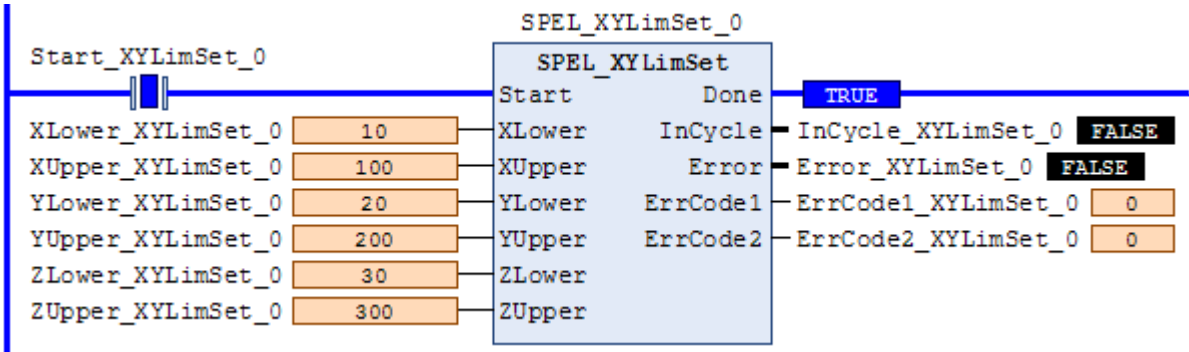 SPEL_XYLimSet_0
Start_XYLimSet_0
SPEL_XYLimSet
Start Done TRUE
XLower_XYLimSet_0 10 XLower InCycle InCycle_XYLimSet_0 FALSE
XUpper_XYLimSet_0 100 XUpper Error Error_XYLimSet_0 FALSE
YLower_XYLimSet_0 20 YLower ErrCode1 ErrCode1_XYLimSet_0 0
YUpper_XYLimSet_0 200 YUpper ErrCode2 ErrCode2_XYLimSet_0 0
ZLower_XYLimSet_0 30 ZLower
ZUpper_XYLimSet_0 300 ZUpper